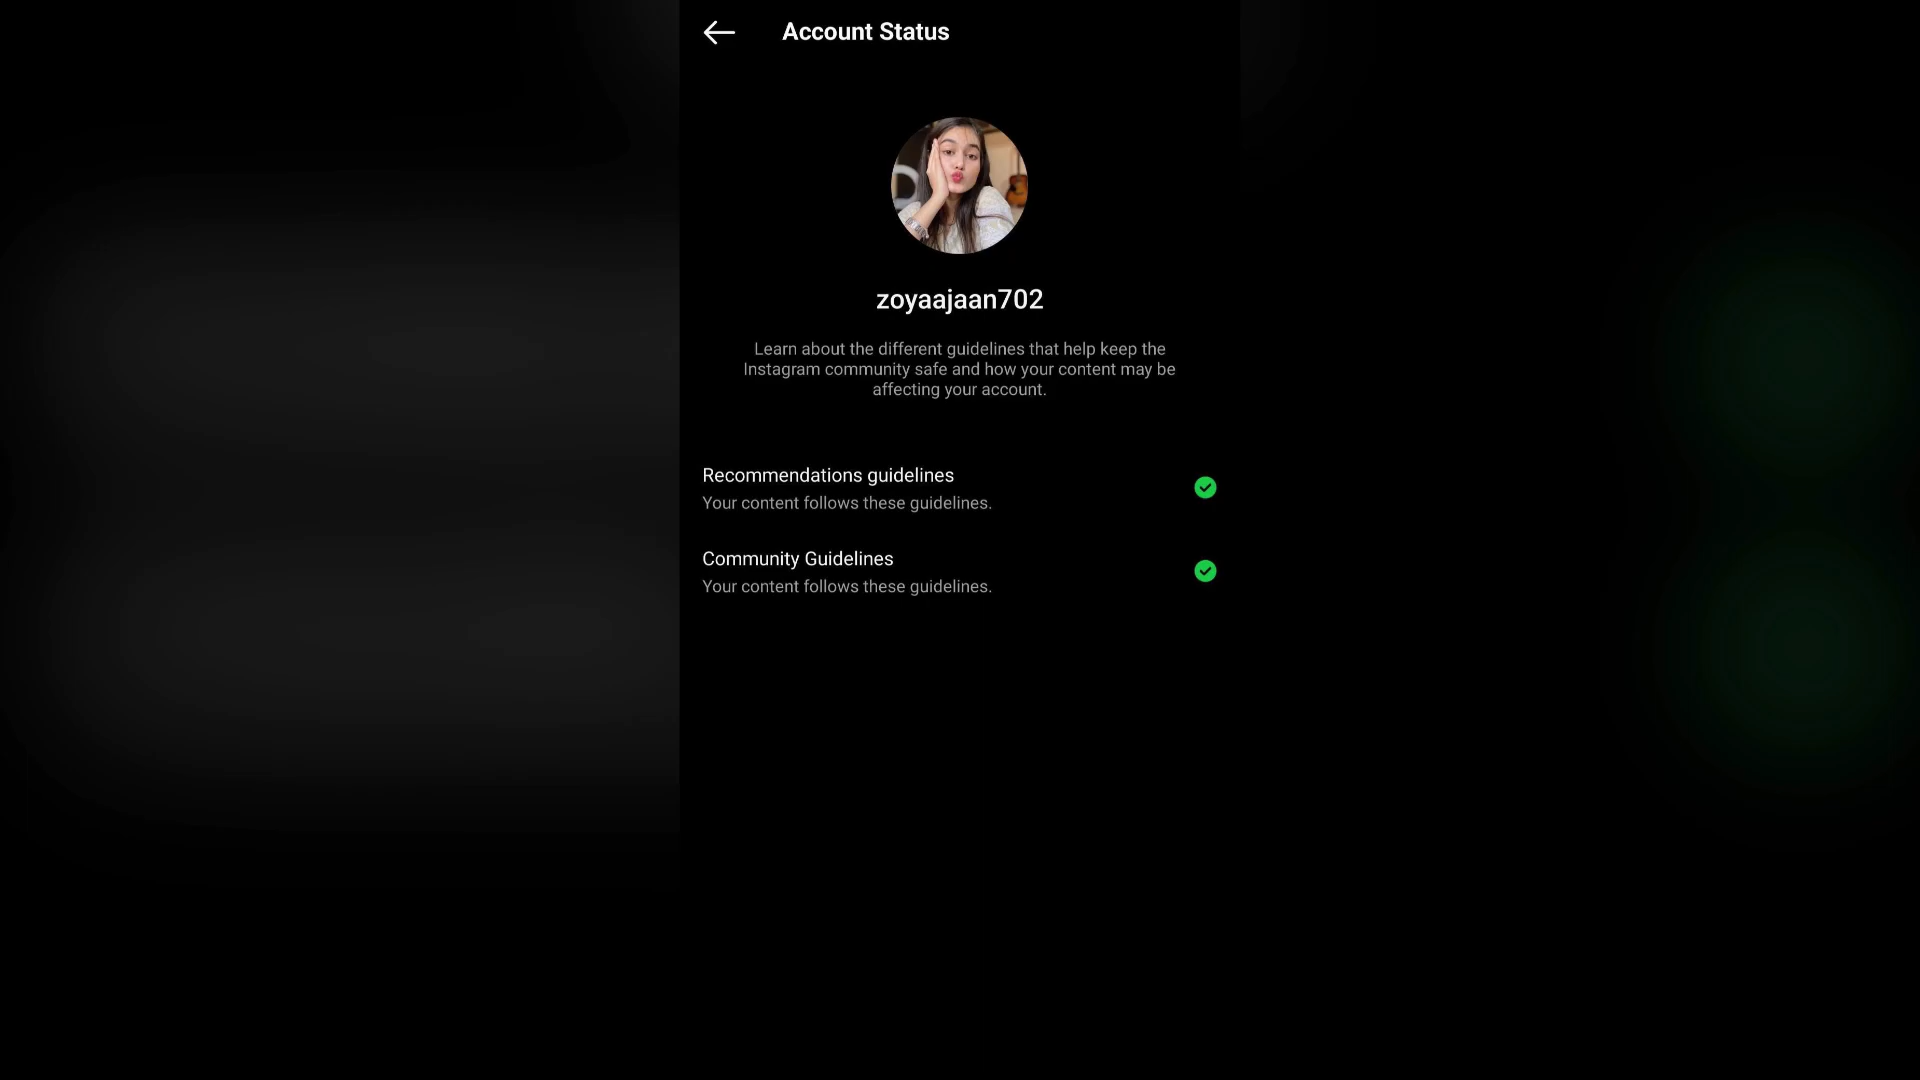 Account Status
zoyaajaan702
Learn about the different guidelines that help keep the
Instagram community safe and how your content may be
affecting your account.
Recommendations guidelines
Your content follows these guidelines.
Community Guidelines
Your content follows these guidelines.